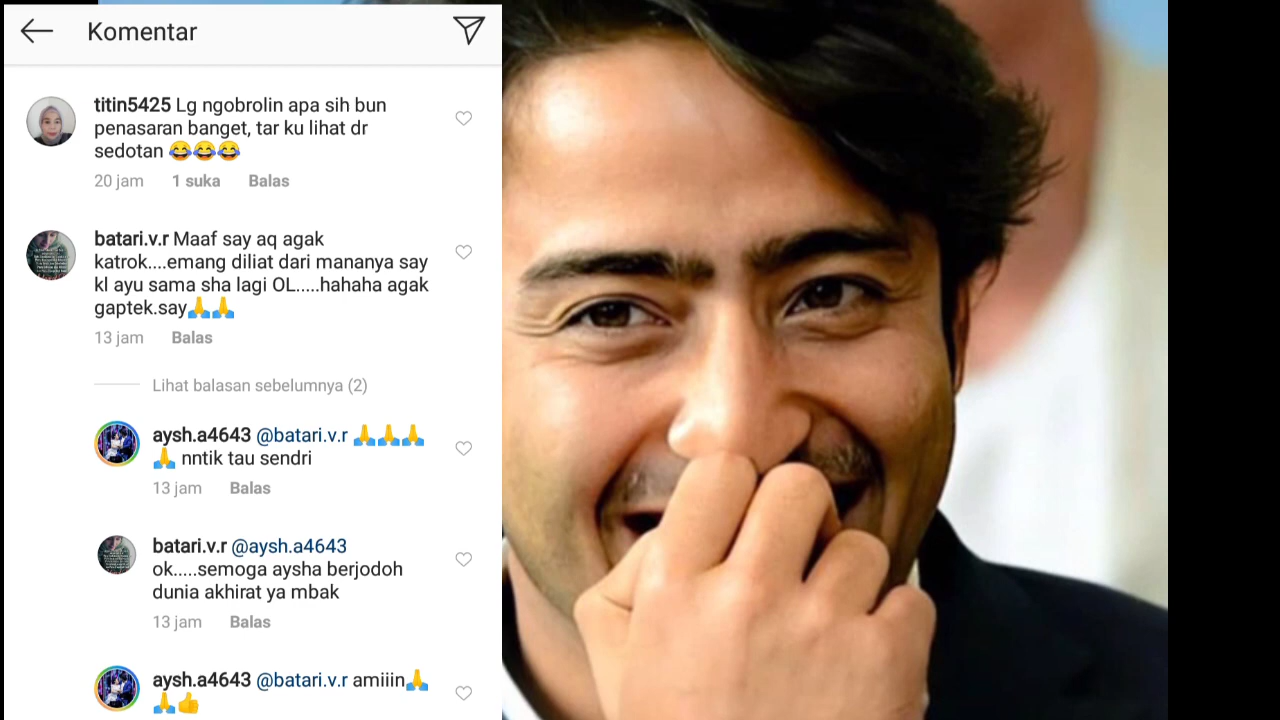 Komentar
titin5425 Lg ngobrolin apa sih bun
penasaran banget, tar ku lihat dr
sedotan 😂😂😂
20 jam 1 suka Balas
batari.v.r Maaf say aq agak
katrok....emang diliat dari mananya say
kl ayu sama sha lagi OL.....hahaha agak
gaptek.say🙏🙏
13 jam Balas
Lihat balasan sebelumnya (2)
aysh.a4643 @batari.v.r 🙏🙏🙏
🙏 nntik tau sendri
13 jam Balas
batari.v.r @aysh.a4643
ok.....semoga aysha berjodoh
dunia akhirat ya mbak
13 jam Balas
aysh.a4643 @batari.v.r amiiin🙏
🙏👍